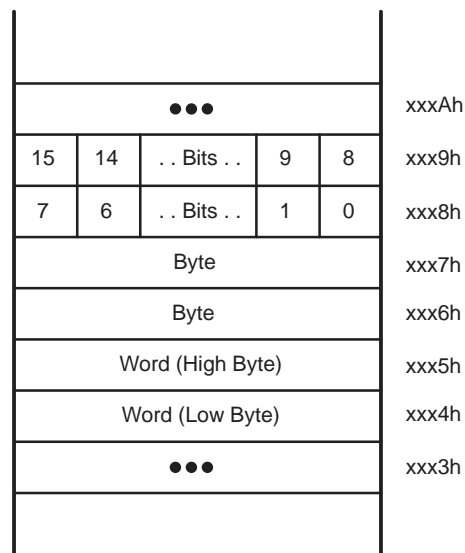 ●●● xxxAh
15 14 . . Bits . . 9 8 xxx9h
7 6 . . Bits . . 1 0 xxx8h
Byte xxx7h
Byte xxx6h
Word (High Byte) xxx5h
Word (Low Byte) xxx4h
●●● xxx3h